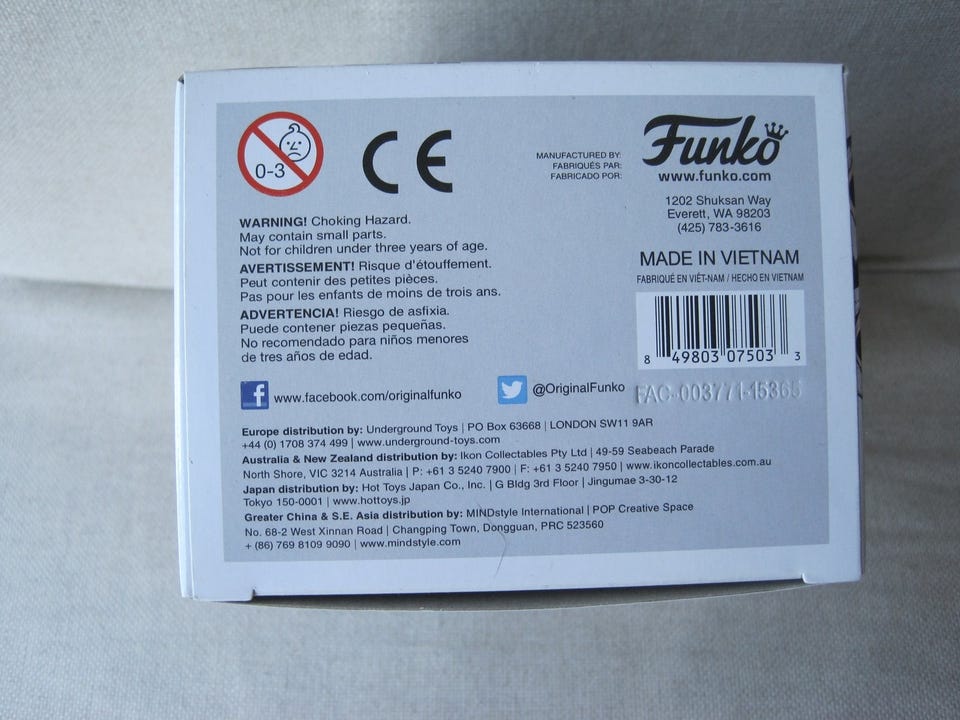 0-3
CE
MANUFACTURED BY:
FABRIQUÉS PAR:
FABRICADO POR:
Funko
www.funko.com
1202 Shuksan Way
Everett, WA 98203
(425) 783-3616
WARNING! Choking Hazard.
May contain small parts.
Not for children under three years of age.
AVERTISSEMENT! Risque d'étouffement.
Peut contenir des petites pièces.
Pas pour les enfants de moins de trois ans.
ADVERTENCIA! Riesgo de asfixia.
Puede contener piezas pequeñas.
No recomendado para niños menores
de tres años de edad.
MADE IN VIETNAM
FABRIQUÉ EN VIÊT-NAM / HECHO EN VIETNAM
8 49803 07503 3
www.facebook.com/originalfunko
@OriginalFunko
FAC-003771-15365
Europe distribution by: Underground Toys | PO Box 63668 | LONDON SW11 9AR
+44 (0) 1708 374 499 | www.underground-toys.com
Australia & New Zealand distribution by: Ikon Collectables Pty Ltd | 49-59 Seabeach Parade
North Shore, VIC 3214 Australia | P: +61 3 5240 7900 | F: +61 3 5240 7950 | www.ikoncollectables.com.au
Japan distribution by: Hot Toys Japan Co., Inc. | G Bldg 3rd Floor | Jingumae 3-30-12
Tokyo 150-0001 | www.hottoys.jp
Greater China & S.E. Asia distribution by: MINDstyle International | POP Creative Space
No. 68-2 West Xinnan Road | Changping Town, Dongguan, PRC 523560
+ (86) 769 8109 9090 | www.mindstyle.com